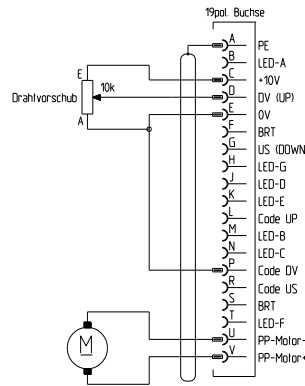 19pol. Buchse
A PE
B LED-A
C +10V
D DV (UP)
E 0V
F BRT
G US (DOWN
H LED-G
J LED-D
K LED-E
L Code UP
M LED-B
N LED-C
P Code DV
R Code US
S BRT
T LED-F
U PP-Motor-
V PP-Motor+
E
10k
Drahtvorschub
A
M